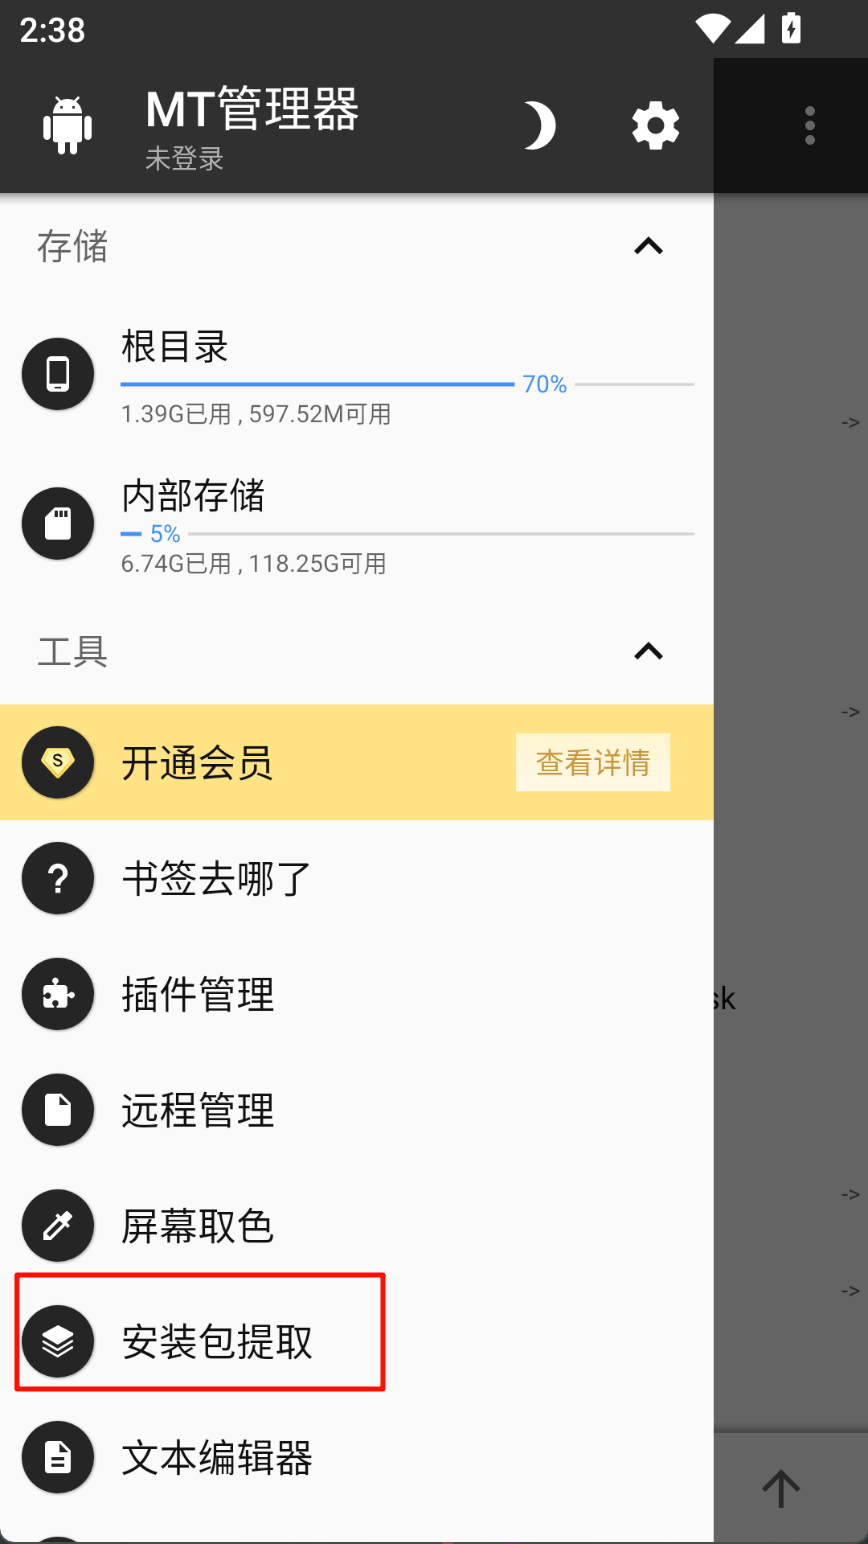 2:38
MT管理器
未登录
存储
根目录
70%
1.39G已用 , 597.52M可用
->
内部存储
5%
6.74G已用 , 118.25G可用
工具
->
开通会员
S
查看详情
书签去哪了
插件管理
sk
远程管理
->
屏幕取色
->
安装包提取
文本编辑器